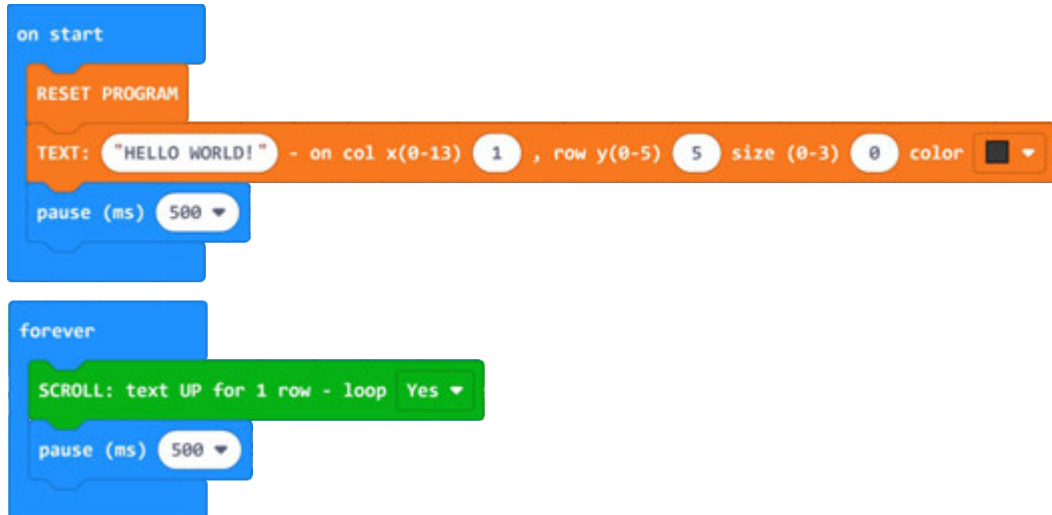 on start
RESET PROGRAM
TEXT: "HELLO WORLD!" - on col x(0-13) 1 , row y(0-5) 5 size (0-3) 0 color
pause (ms) 500
forever
SCROLL: text UP for 1 row - loop Yes
pause (ms) 500